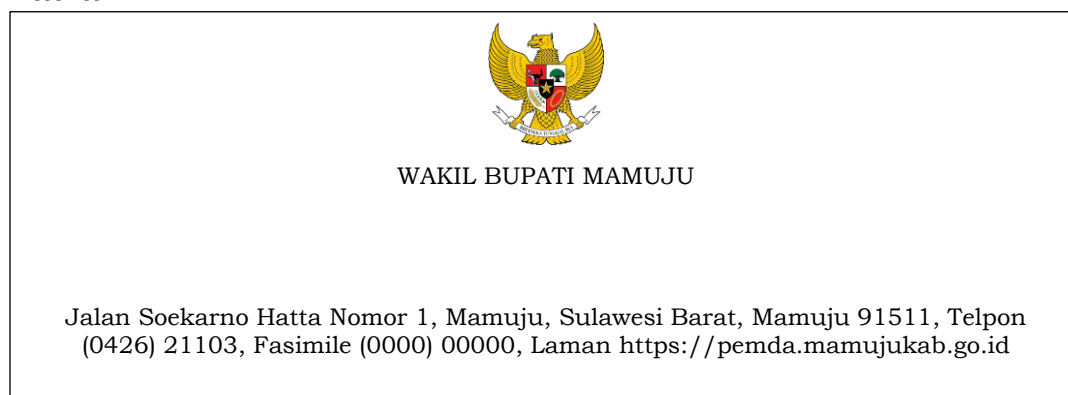 WAKIL BUPATI MAMUJU
Jalan Soekarno Hatta Nomor 1, Mamuju, Sulawesi Barat, Mamuju 91511, Telpon
(0426) 21103, Fasimile (0000) 00000, Laman https://pemda.mamujukab.go.id